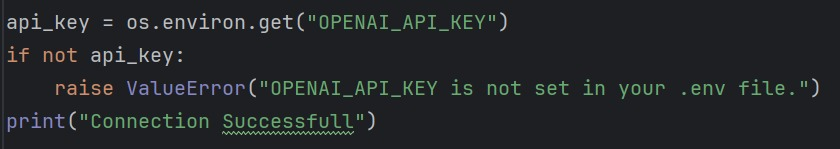 api_key = os.environ.get("OPENAI_API_KEY")
if not api_key:
    raise ValueError("OPENAI_API_KEY is not set in your .env file.")
print("Connection Successfull")